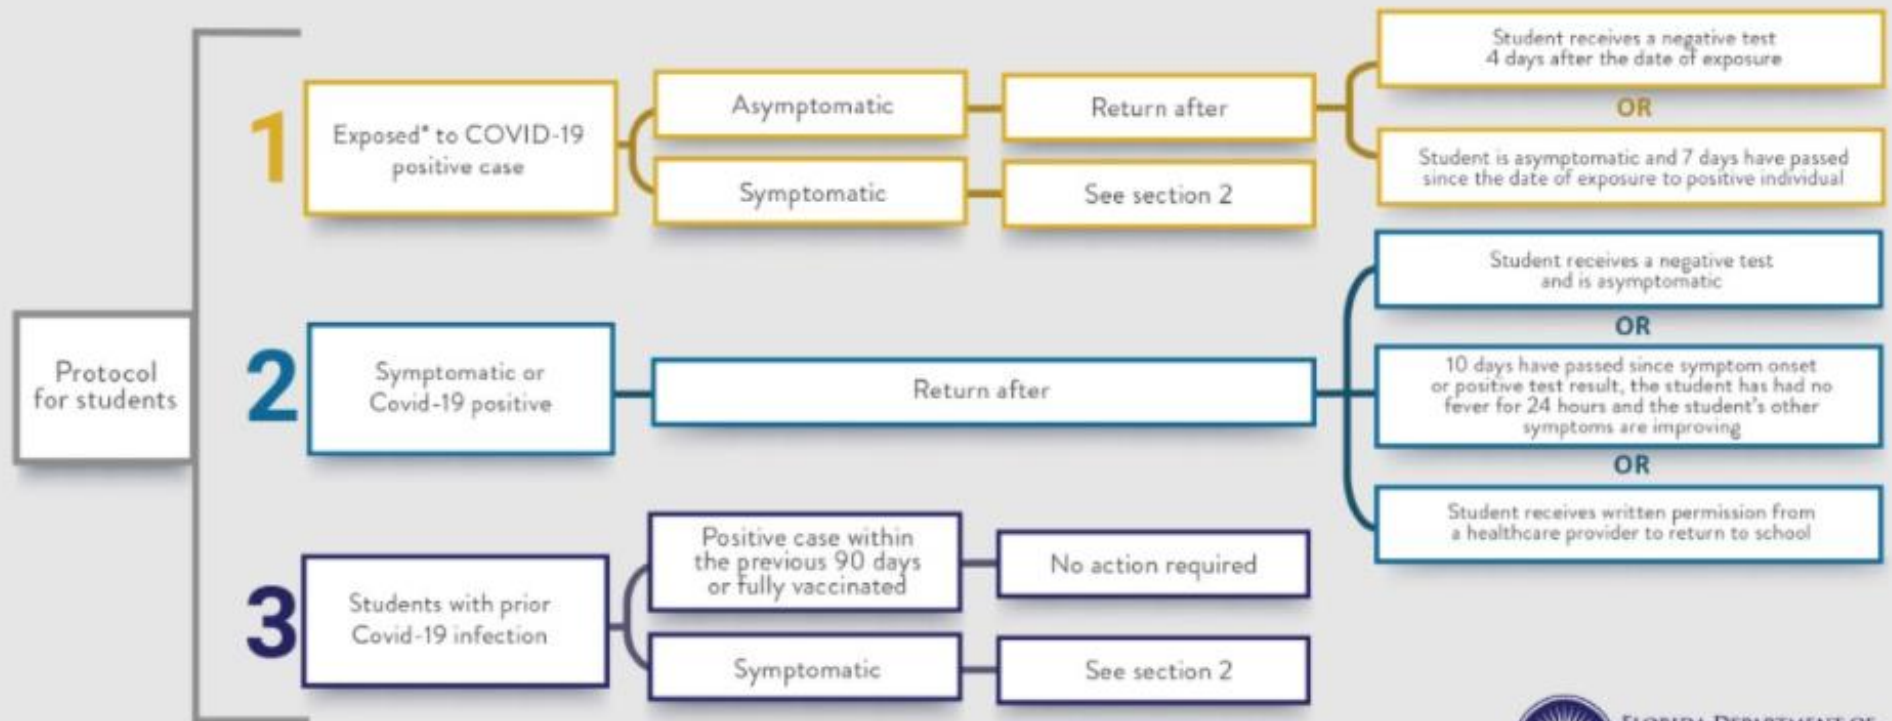 Protocol
for students
1
Exposed* to COVID-19
positive case
Asymptomatic
Return after
Student receives a negative test
4 days after the date of exposure
OR
Student is asymptomatic and 7 days have passed
since the date of exposure to positive individual
Symptomatic
See section 2
2
Symptomatic or
Covid-19 positive
Return after
Student receives a negative test
and is asymptomatic
OR
10 days have passed since symptom onset
or positive test result, the student has had no
fever for 24 hours and the student's other
symptoms are improving
OR
Student receives written permission from
a healthcare provider to return to school
3
Students with prior
Covid-19 infection
Positive case within
the previous 90 days
or fully vaccinated
No action required
Symptomatic
See section 2
FLORIDA DEPARTMENT OF